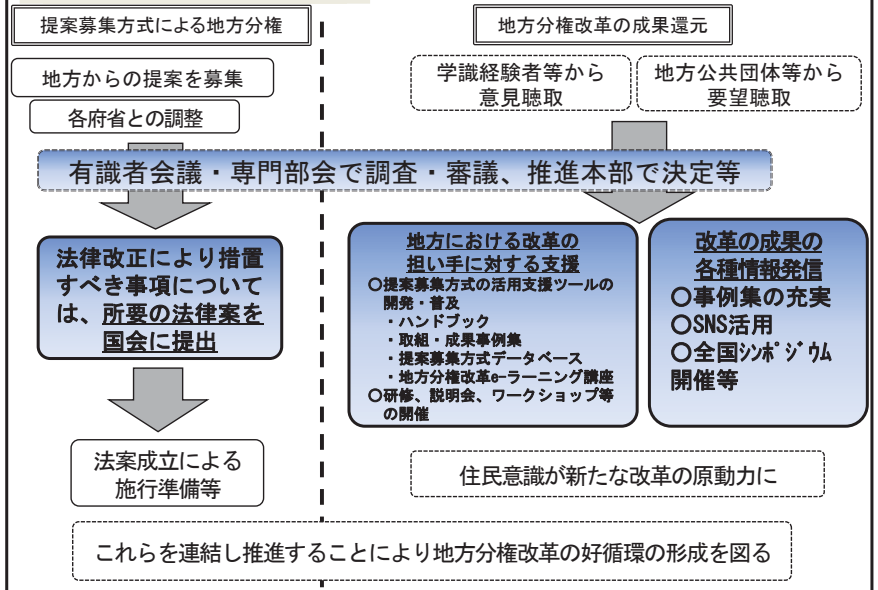 提案募集方式による地方分権
地方からの提案を募集
各府省との調整
地方分権改革の成果還元
学識経験者等から
意見聴取
地方公共団体等から
要望聴取
有識者会議・専門部会で調査・審議、推進本部で決定等
法律改正により措置
すべき事項について
は、所要の法律案を
国会に提出
法案成立による
施行準備等
地方における改革の
担い手に対する支援
○提案募集方式の活用支援ツールの
開発・普及
・ハンドブック
・取組・成果事例集
・提案募集方式データベース
・地方分権改革e-ラーニング講座
○研修、説明会、ワークショップ等
の開催
改革の成果の
各種情報発信
○事例集の充実
○SNS活用
○全国ｼﾝﾎﾟｼﾞｳﾑ
開催等
住民意識が新たな改革の原動力に
これらを連結し推進することにより地方分権改革の好循環の形成を図る